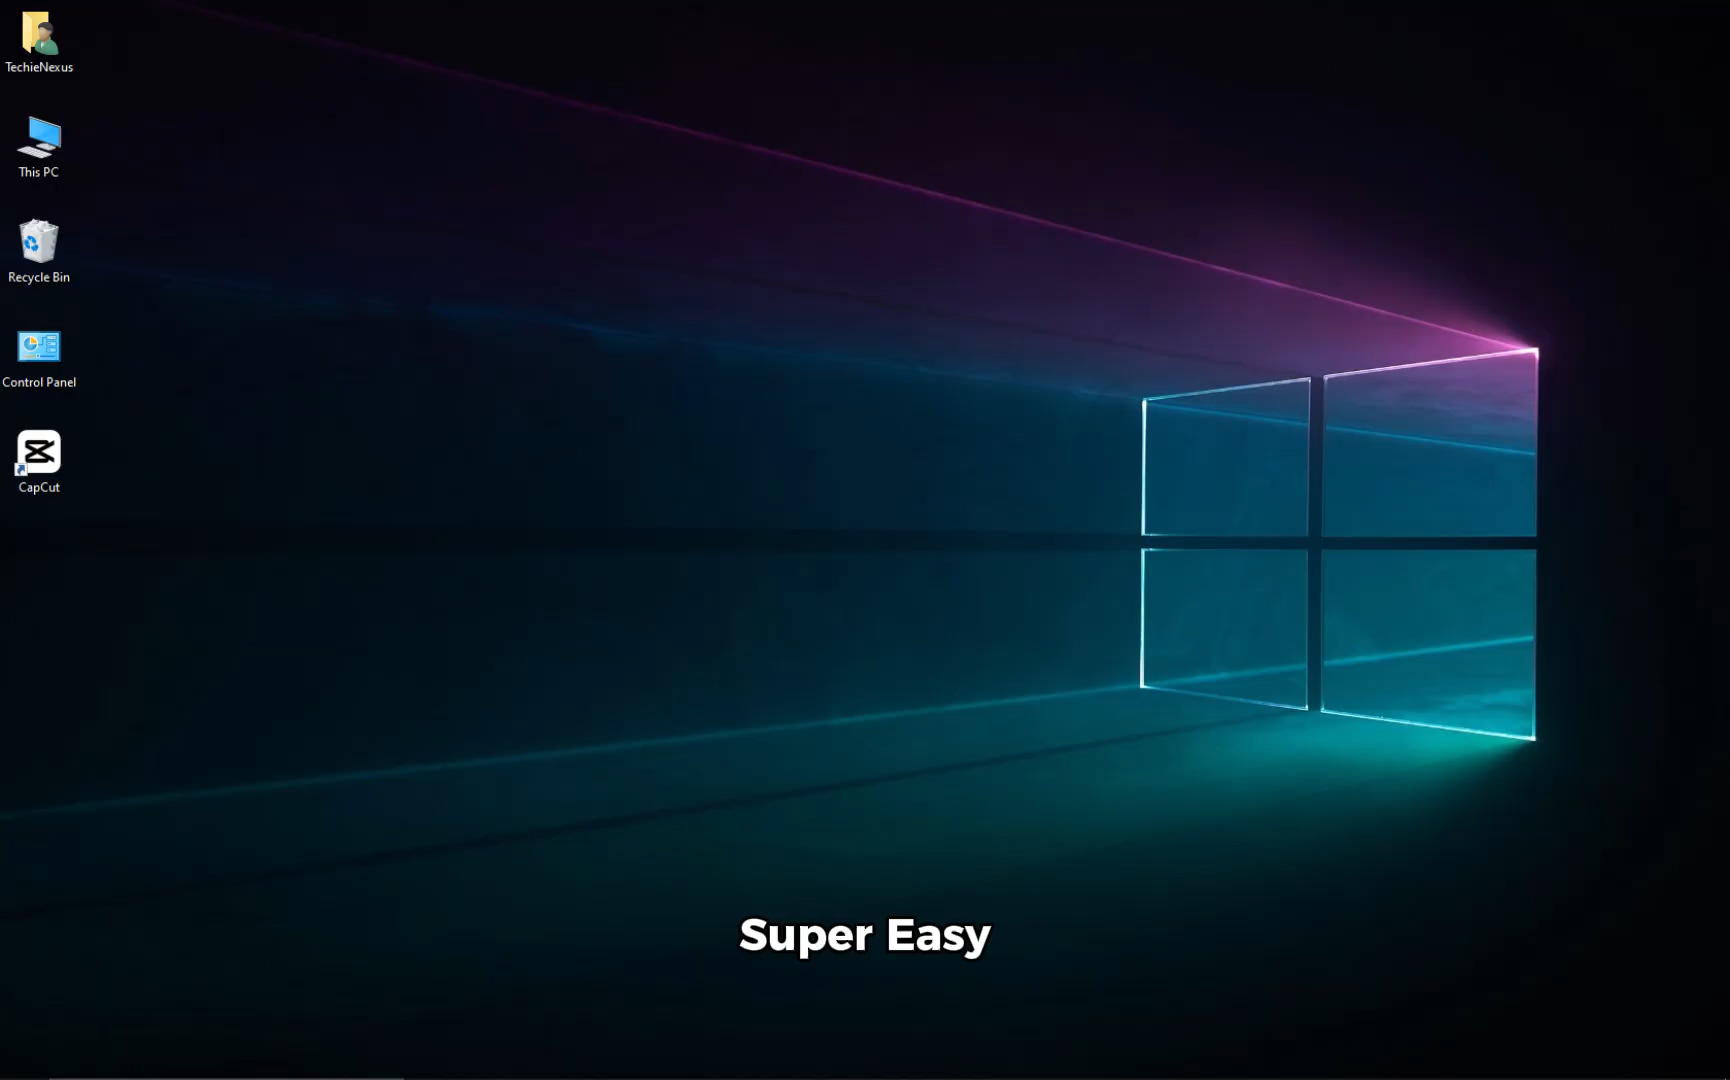 TechieNexus
This PC
Recycle Bin
Control Panel
CapCut
Super Easy